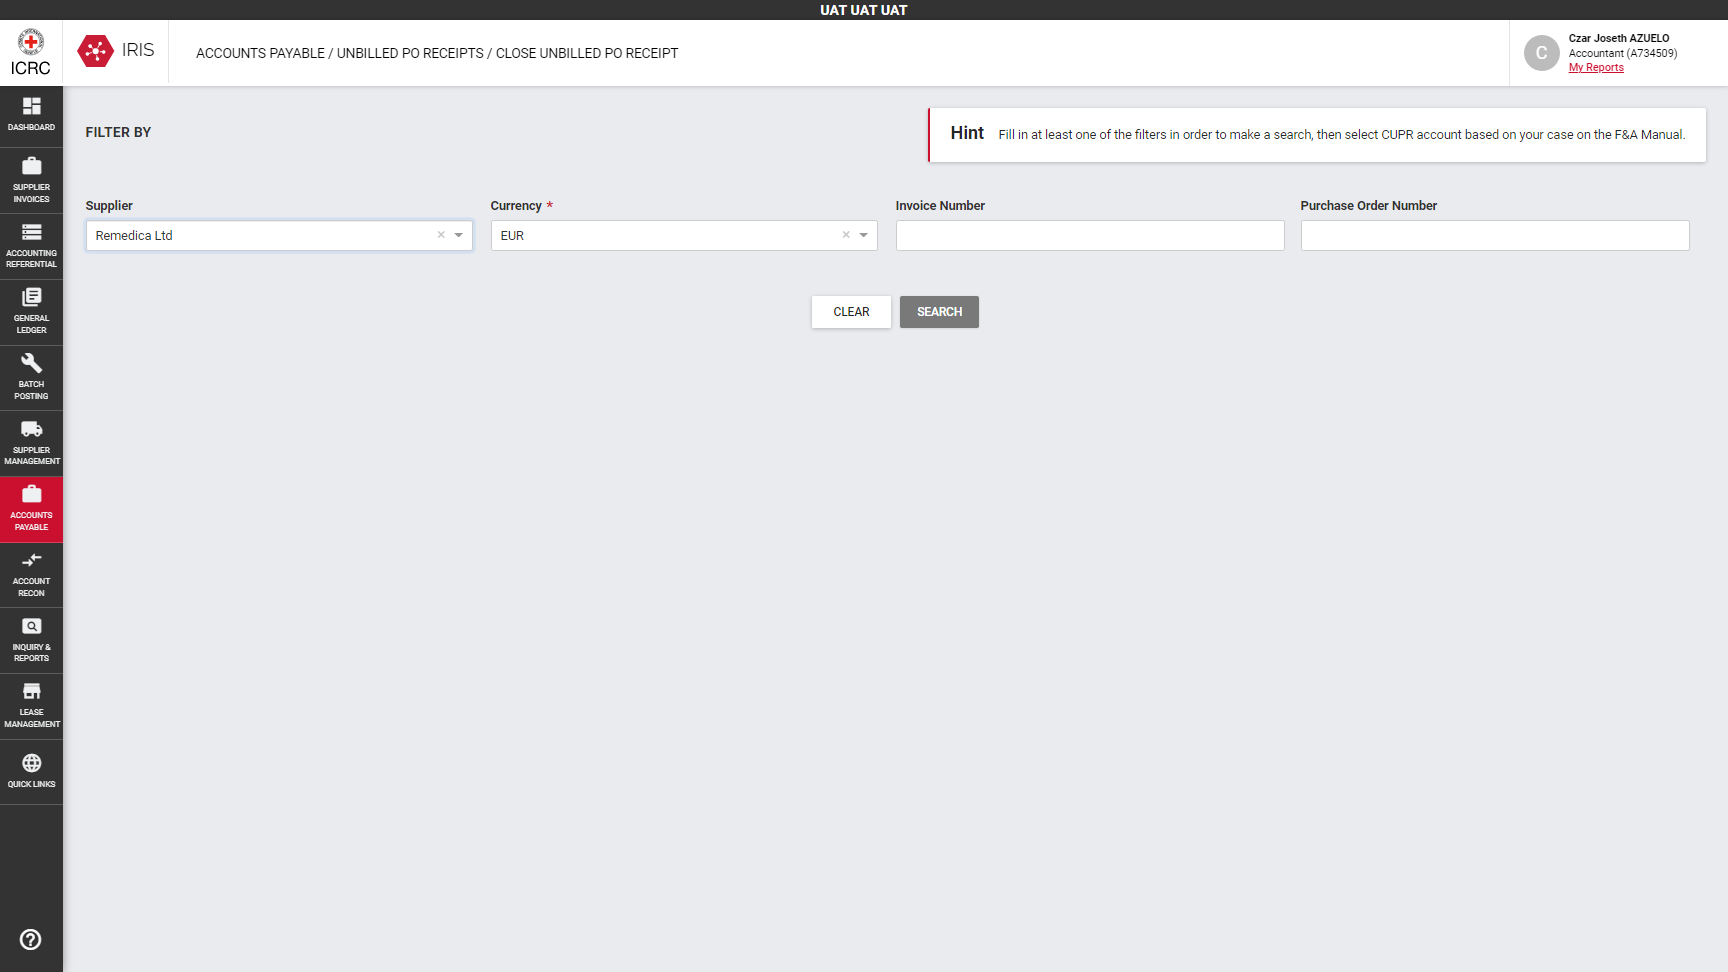 UAT UAT UAT
ICRC
IRIS
ACCOUNTS PAYABLE / UNBILLED PO RECEIPTS / CLOSE UNBILLED PO RECEIPT
C
Czar Joseth AZUELO
Accountant (A734509)
My Reports
DASHBOARD
SUPPLIER
INVOICES
ACCOUNTING
REFERENTIAL
GENERAL
LEDGER
BATCH
POSTING
SUPPLIER
MANAGEMENT
ACCOUNTS
PAYABLE
ACCOUNT
RECON
INQUIRY &
REPORTS
LEASE
MANAGEMENT
QUICK LINKS
FILTER BY
Hint Fill in at least one of the filters in order to make a search, then select CUPR account based on your case on the F&A Manual.
Supplier
Remedica Ltd
Currency *
EUR
Invoice Number
Purchase Order Number
CLEAR
SEARCH